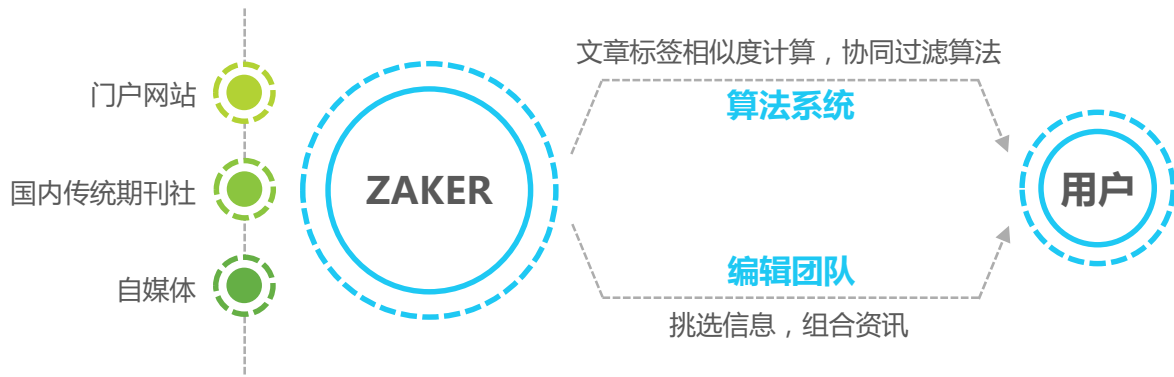 门户网站
国内传统期刊社
自媒体
ZAKER
文章标签相似度计算，协同过滤算法
算法系统
编辑团队
挑选信息，组合资讯
用户